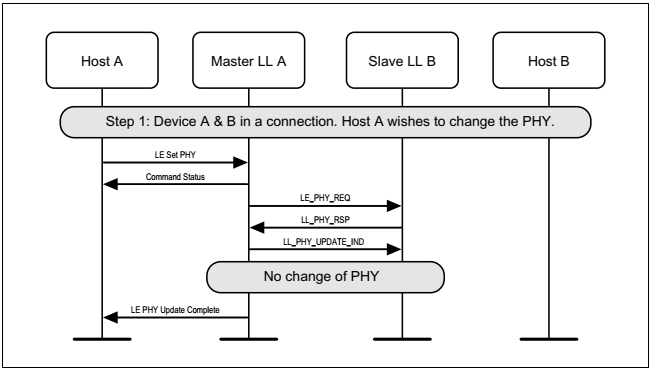 Host A
Master LL A
Slave LL B
Host B
Step 1: Device A & B in a connection. Host A wishes to change the PHY.
LE Set PHY
Command Status
LE_PHY_REQ
LL_PHY_RSP
LL_PHY_UPDATE_IND
No change of PHY
LE PHY Update Complete